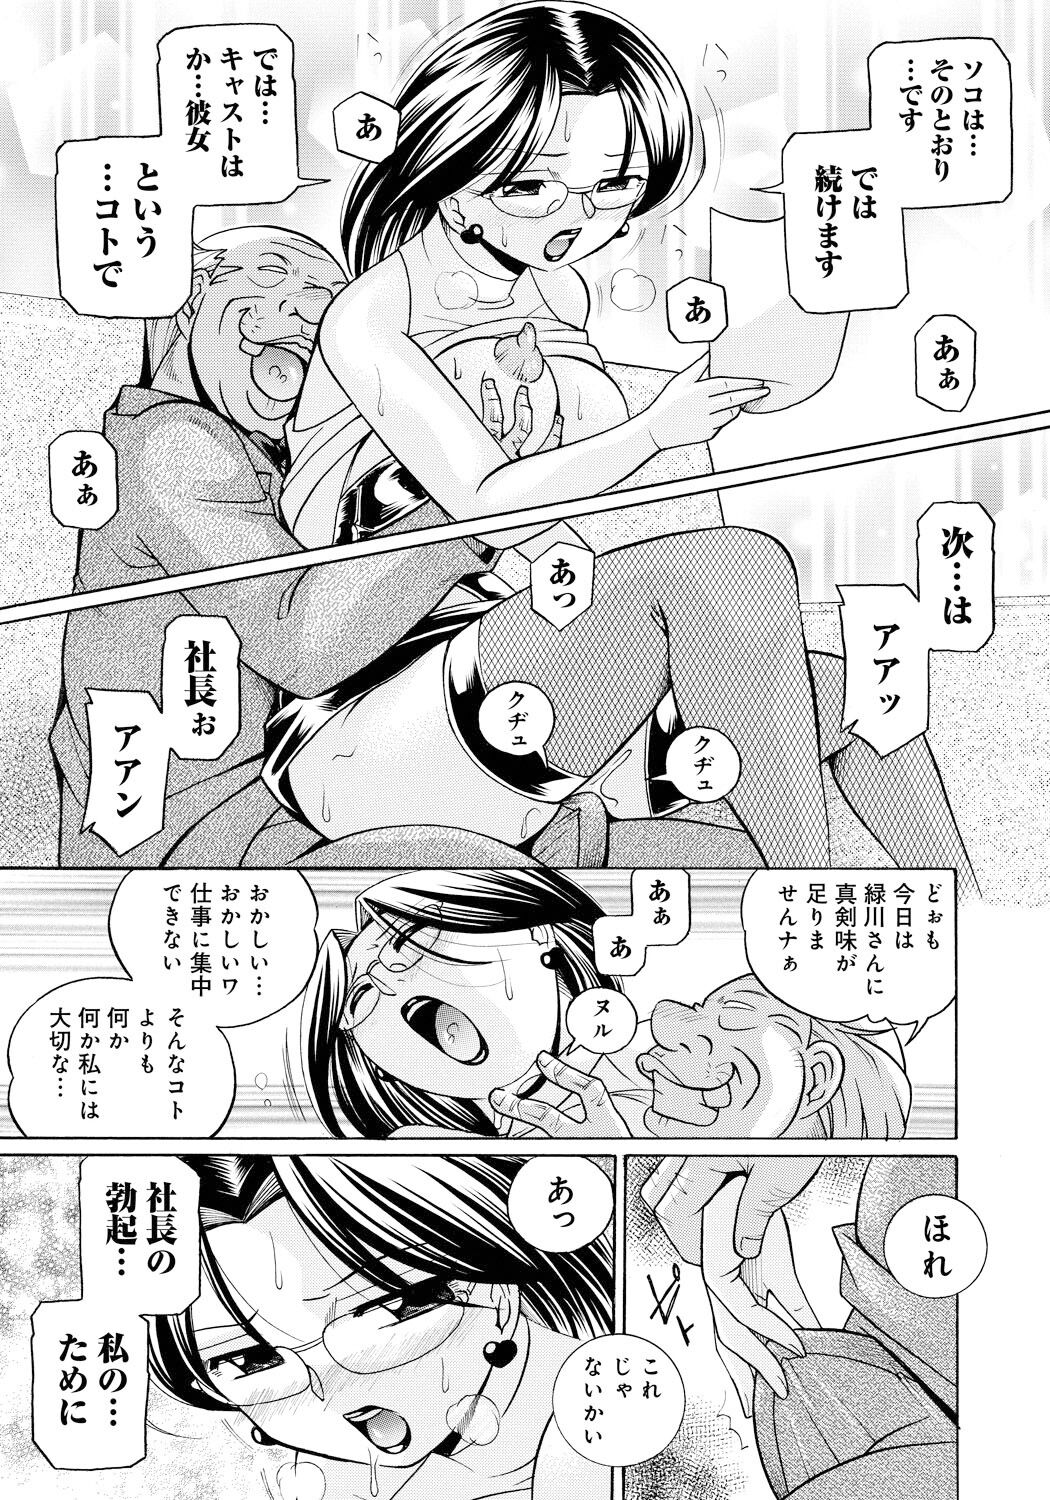 ソコは…
そのとおり
…です
では
続けます
あ
では…
キャストは
か…彼女
という
…コトで
あ
あぁ
あぁ
次…は
アアッ
あっ
社長ぉ
アアン
クヂュ
クヂュ
どぉも
緑川さんに
今日は
真剣味が
足りま
せんナぁ
あぁ
あ
ヌル
おかしい…
おかしいワ
仕事に集中
できない
そんなコト
よりも
何か
何か私には
大切な…
ほれ
ピト
これ
じゃ
ないかい
あっ
社長の
勃起…
私の…
ために